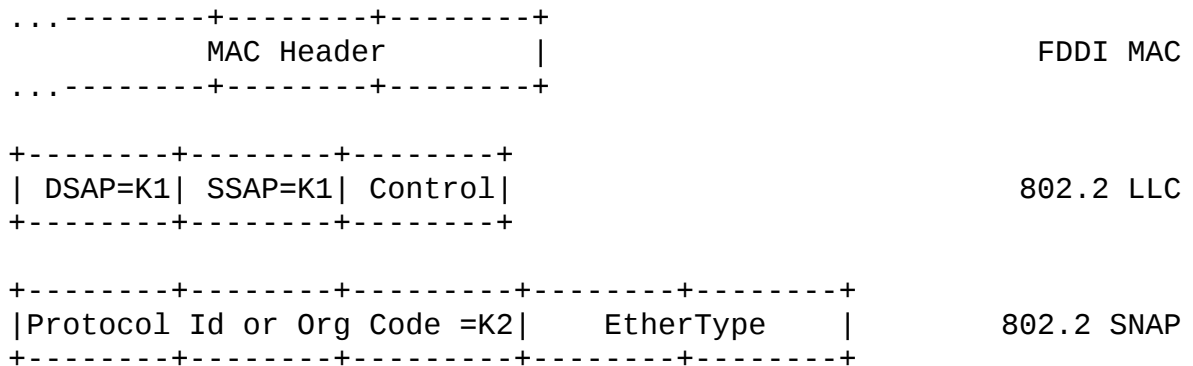 ...--------+--------+--------+
MAC Header | FDDI MAC
...--------+--------+--------+
+--------+--------+--------+
| DSAP=K1| SSAP=K1| Control| 802.2 LLC
+--------+--------+--------+
+--------+--------+---------+--------+--------+
|Protocol Id or Org Code =K2| EtherType | 802.2 SNAP
+--------+--------+---------+--------+--------+